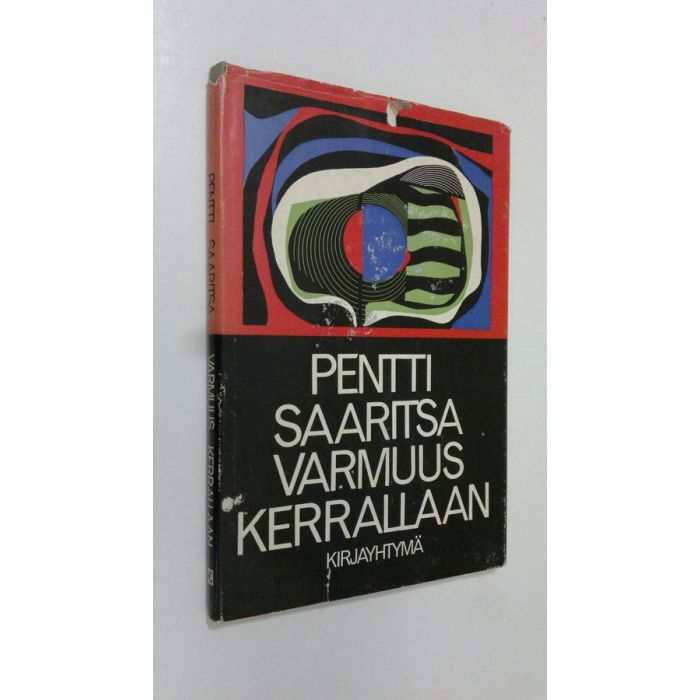 PENTTI
SAARITSA
VARMUUS
KERRALLAAN
KIRJAYHTYMÄ
PENTTI SAARITSA VARMUUS KERRALLAAN